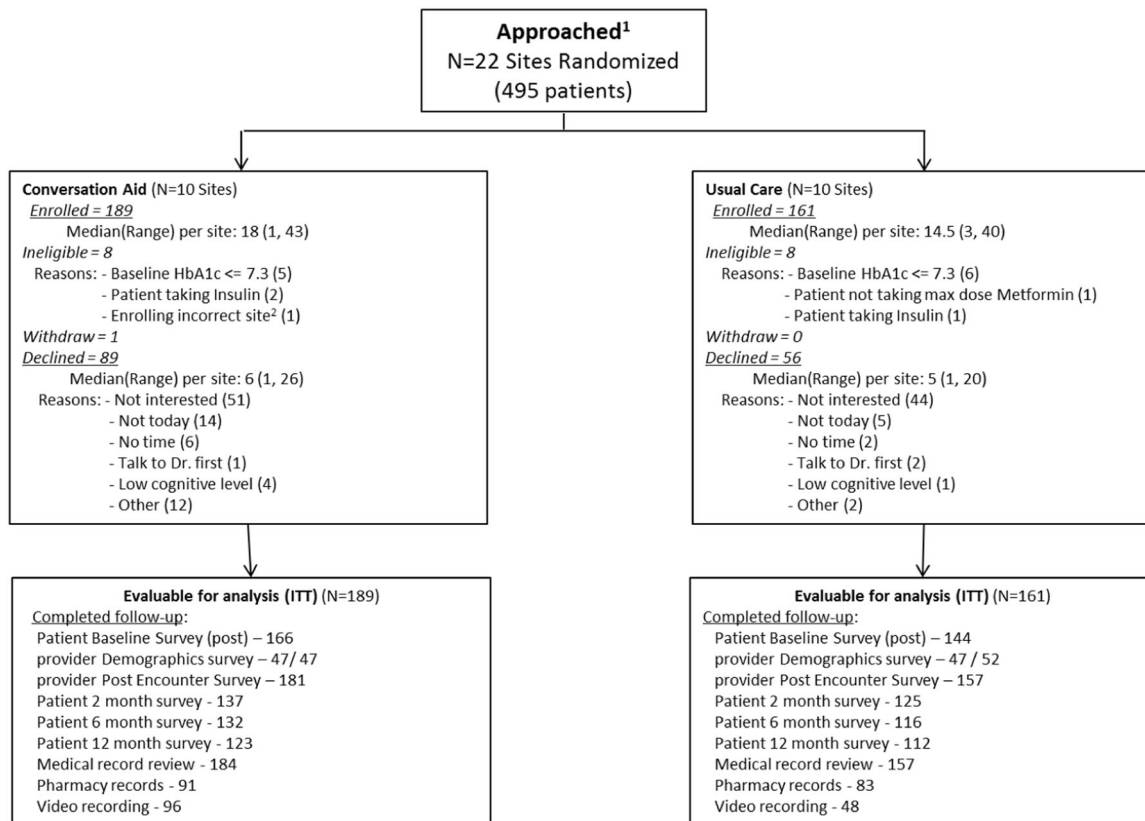 Approached¹
N=22 Sites Randomized
(495 patients)
Conversation Aid (N=10 Sites)
Enrolled = 189
Median(Range) per site: 18 (1, 43)
Ineligible = 8
Reasons: - Baseline HbA1c <= 7.3 (5)
- Patient taking Insulin (2)
- Enrolling incorrect site² (1)
Withdraw = 1
Declined = 89
Median(Range) per site: 6 (1, 26)
Reasons: - Not interested (51)
- Not today (14)
- No time (6)
- Talk to Dr. first (1)
- Low cognitive level (4)
- Other (12)
Usual Care (N=10 Sites)
Enrolled = 161
Median(Range) per site: 14.5 (3, 40)
Ineligible = 8
Reasons: - Baseline HbA1c <= 7.3 (6)
- Patient not taking max dose Metformin (1)
- Patient taking Insulin (1)
Withdraw = 0
Declined = 56
Median(Range) per site: 5 (1, 20)
Reasons: - Not interested (44)
- Not today (5)
- No time (2)
- Talk to Dr. first (2)
- Low cognitive level (1)
- Other (2)
Evaluable for analysis (ITT) (N=189)
Completed follow-up:
Patient Baseline Survey (post) – 166
provider Demographics survey – 47/ 47
provider Post Encounter Survey – 181
Patient 2 month survey - 137
Patient 6 month survey - 132
Patient 12 month survey - 123
Medical record review - 184
Pharmacy records - 91
Video recording - 96
Evaluable for analysis (ITT) (N=161)
Completed follow-up:
Patient Baseline Survey (post) – 144
provider Demographics survey – 47 / 52
provider Post Encounter Survey – 157
Patient 2 month survey - 125
Patient 6 month survey - 116
Patient 12 month survey - 112
Medical record review - 157
Pharmacy records - 83
Video recording - 48